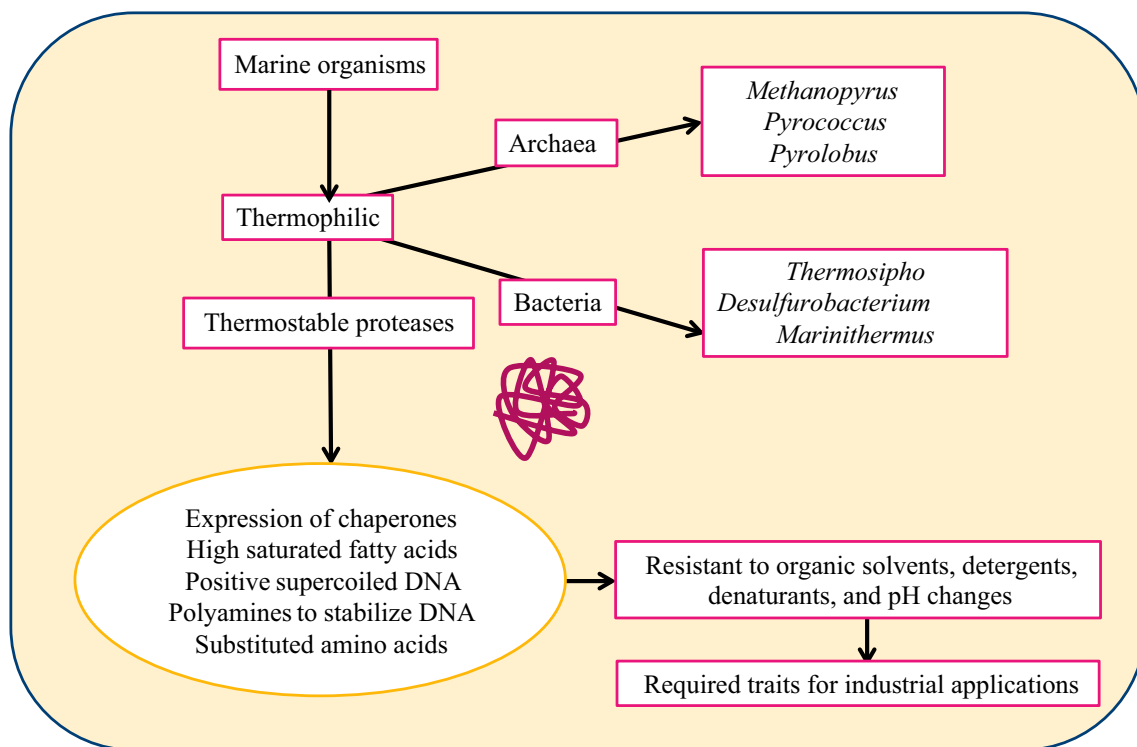 Marine organisms
Archaea
Methanopyrus
Pyrococcus
Pyrolobus
Thermophilic
Bacteria
Thermosipho
Desulfurobacterium
Marinithermus
Thermostable proteases
Expression of chaperones
High saturated fatty acids
Positive supercoiled DNA
Polyamines to stabilize DNA
Substituted amino acids
Resistant to organic solvents, detergents,
denaturants, and pH changes
Required traits for industrial applications